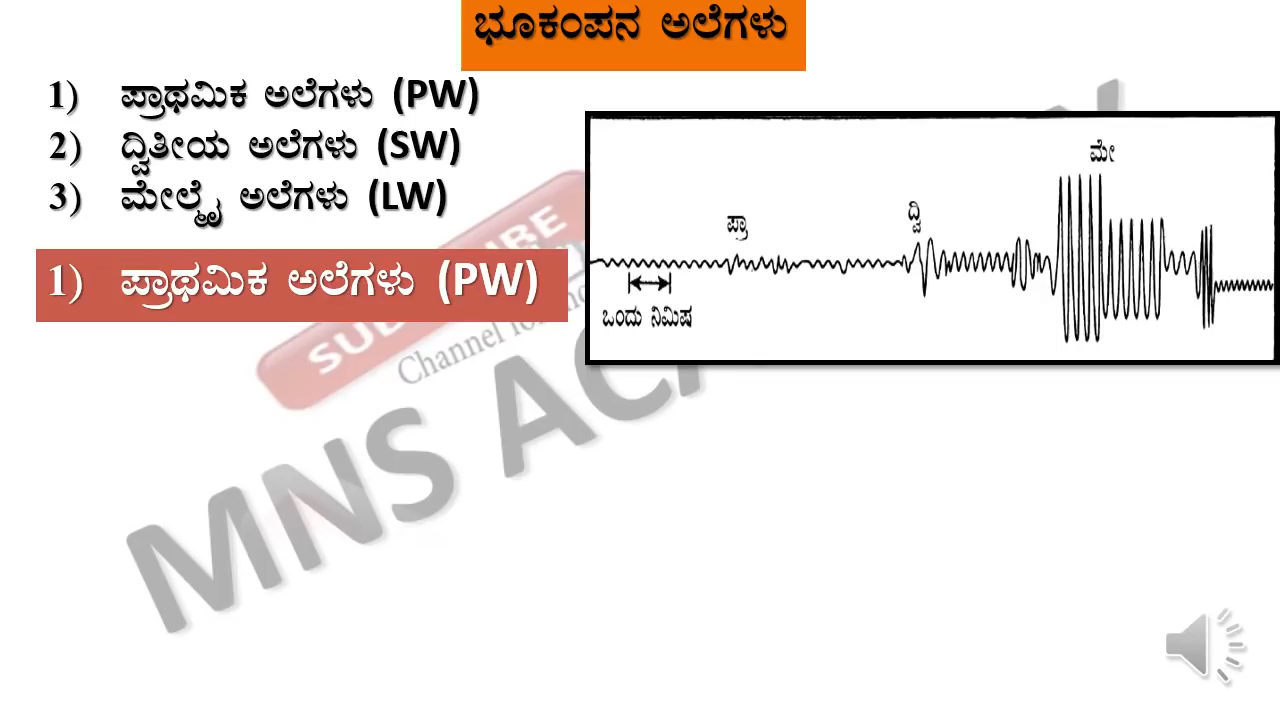 ಭೂಕಂಪನ ಅಲೆಗಳು
1) ಪ್ರಾಥಮಿಕ ಅಲೆಗಳು (PW)
2) ದ್ವಿತೀಯ ಅಲೆಗಳು (SW)
3) ಮೇಲ್ಮೈ ಅಲೆಗಳು (LW)
1) ಪ್ರಾಥಮಿಕ ಅಲೆಗಳು (PW)
ಮೇ
ಪ್ರಾ
ದ್ವಿ
ಒಂದು ನಿಮಿಷ
Channel for
MNS